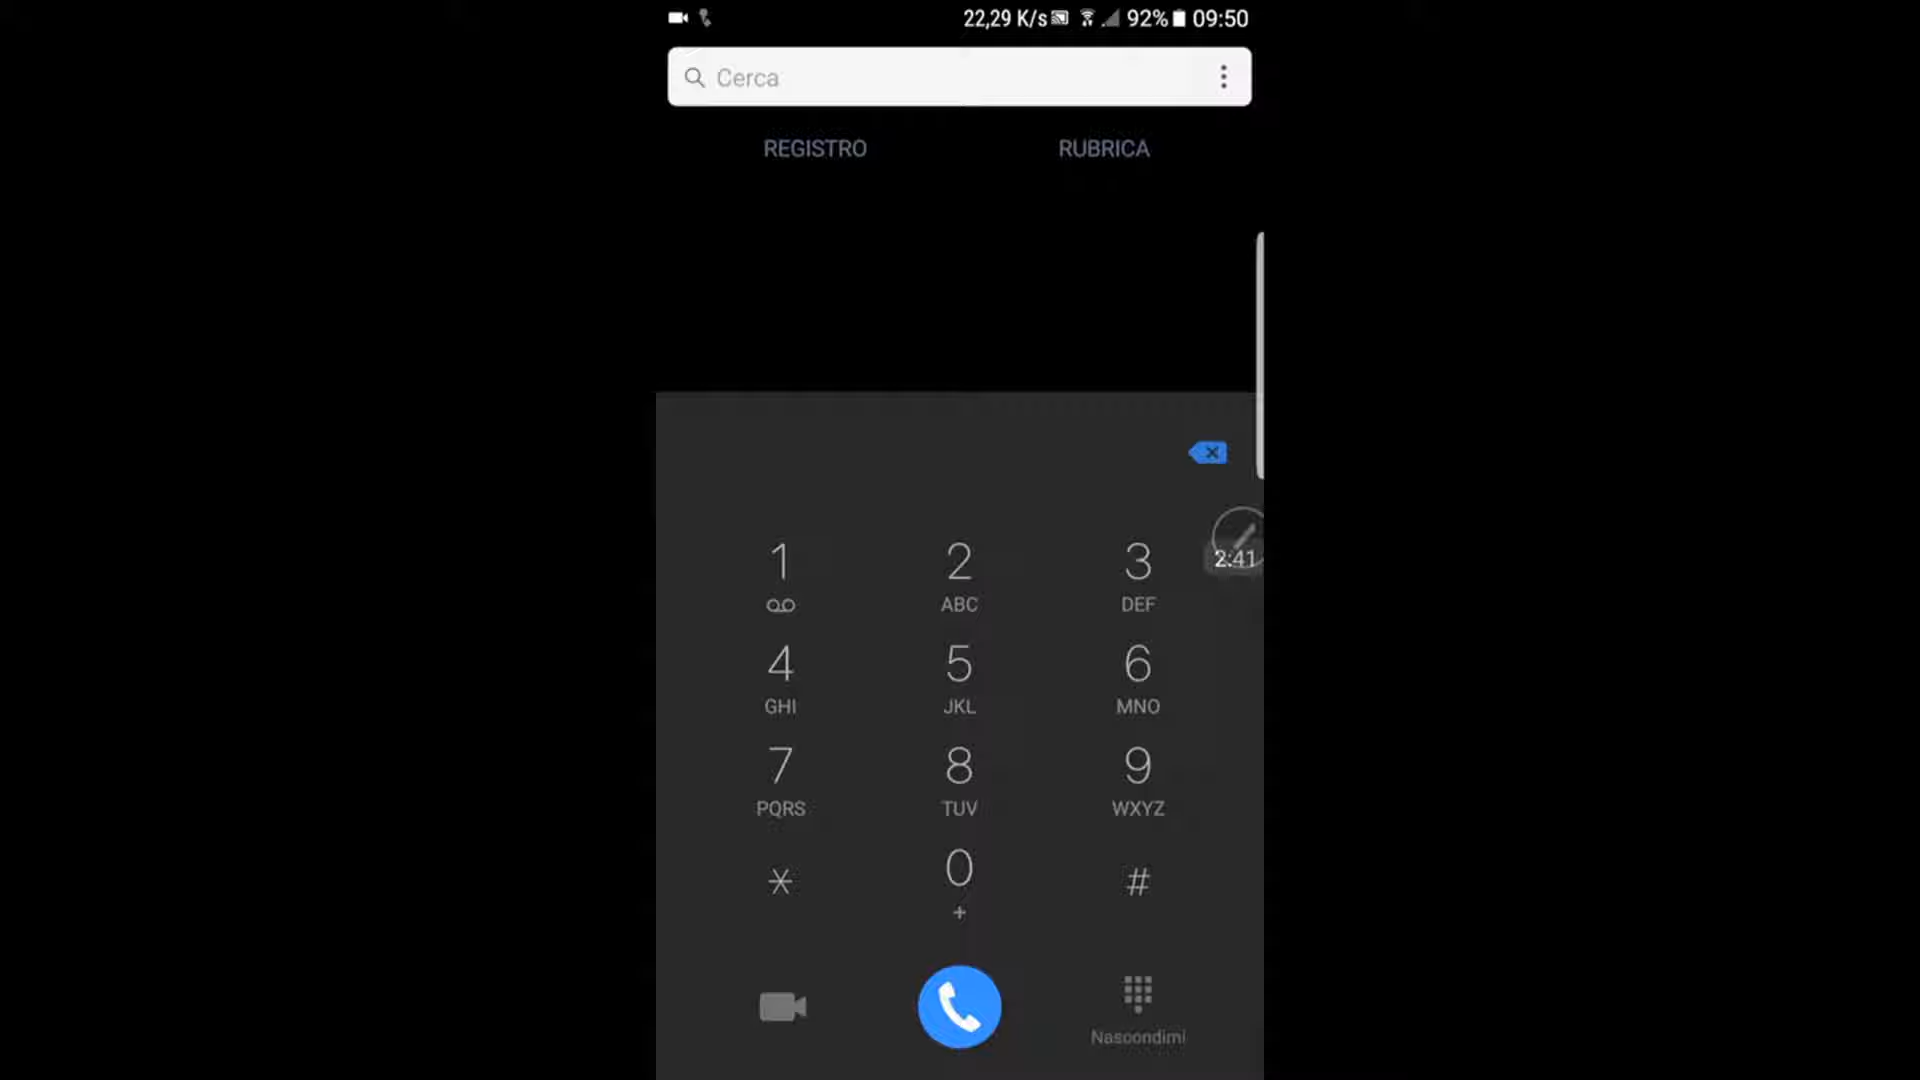 22,29 K/s 92% 09:50
Cerca
REGISTRO RUBRICA
1 2 3
2:41
ABC DEF
4 5 6
GHI JKL MNO
7 8 9
PQRS TUV WXYZ
* 0 #
+
Nascondimi